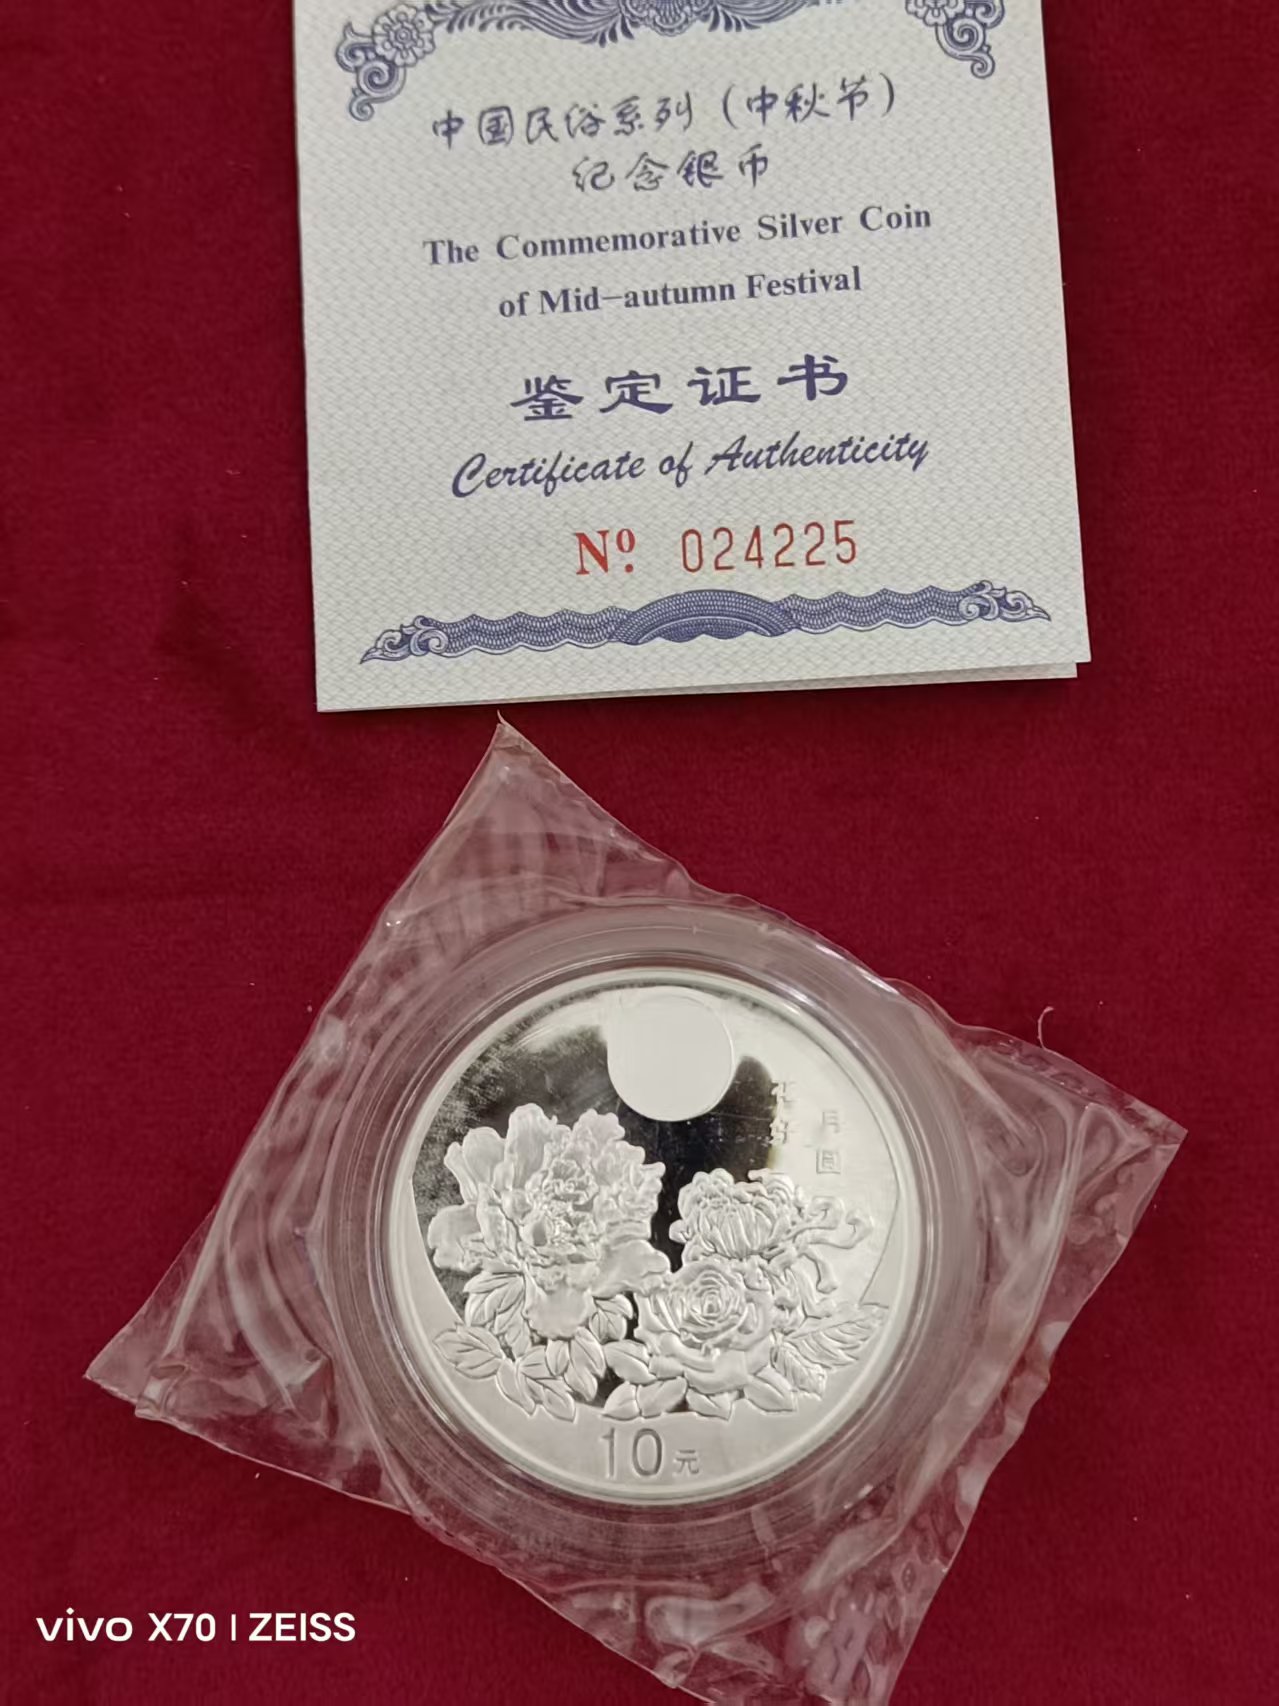 中国民俗系列（中秋节）
纪念银币
The Commemorative Silver Coin
of Mid-autumn Festival
鉴定证书
Certificate of Authenticity
Nº. 024225
花好
月圆
10元
vivo X70 | ZEISS